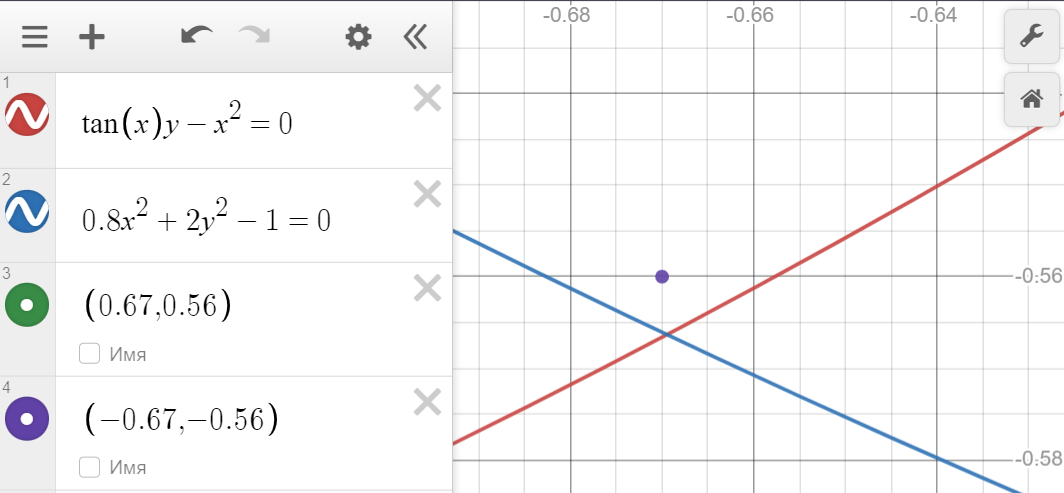 -0.68 -0.66 -0.64
1
tan(x)y − x² = 0
2
0.8x² + 2y² − 1 = 0
3
(0.67,0.56)
Имя
4
(−0.67,−0.56)
Имя
-0.56
-0.58